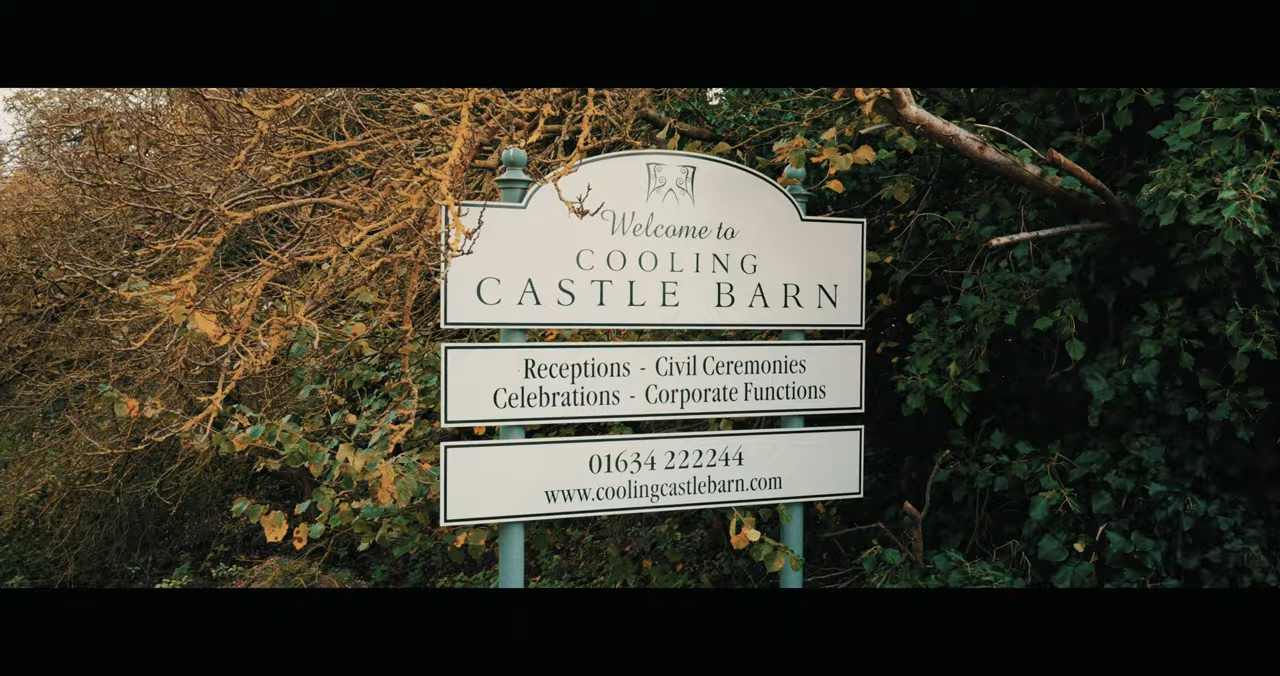 Welcome to
COOLING
CASTLE BARN
Receptions - Civil Ceremonies
Celebrations - Corporate Functions
01634 222244
www.coolingcastlebarn.com